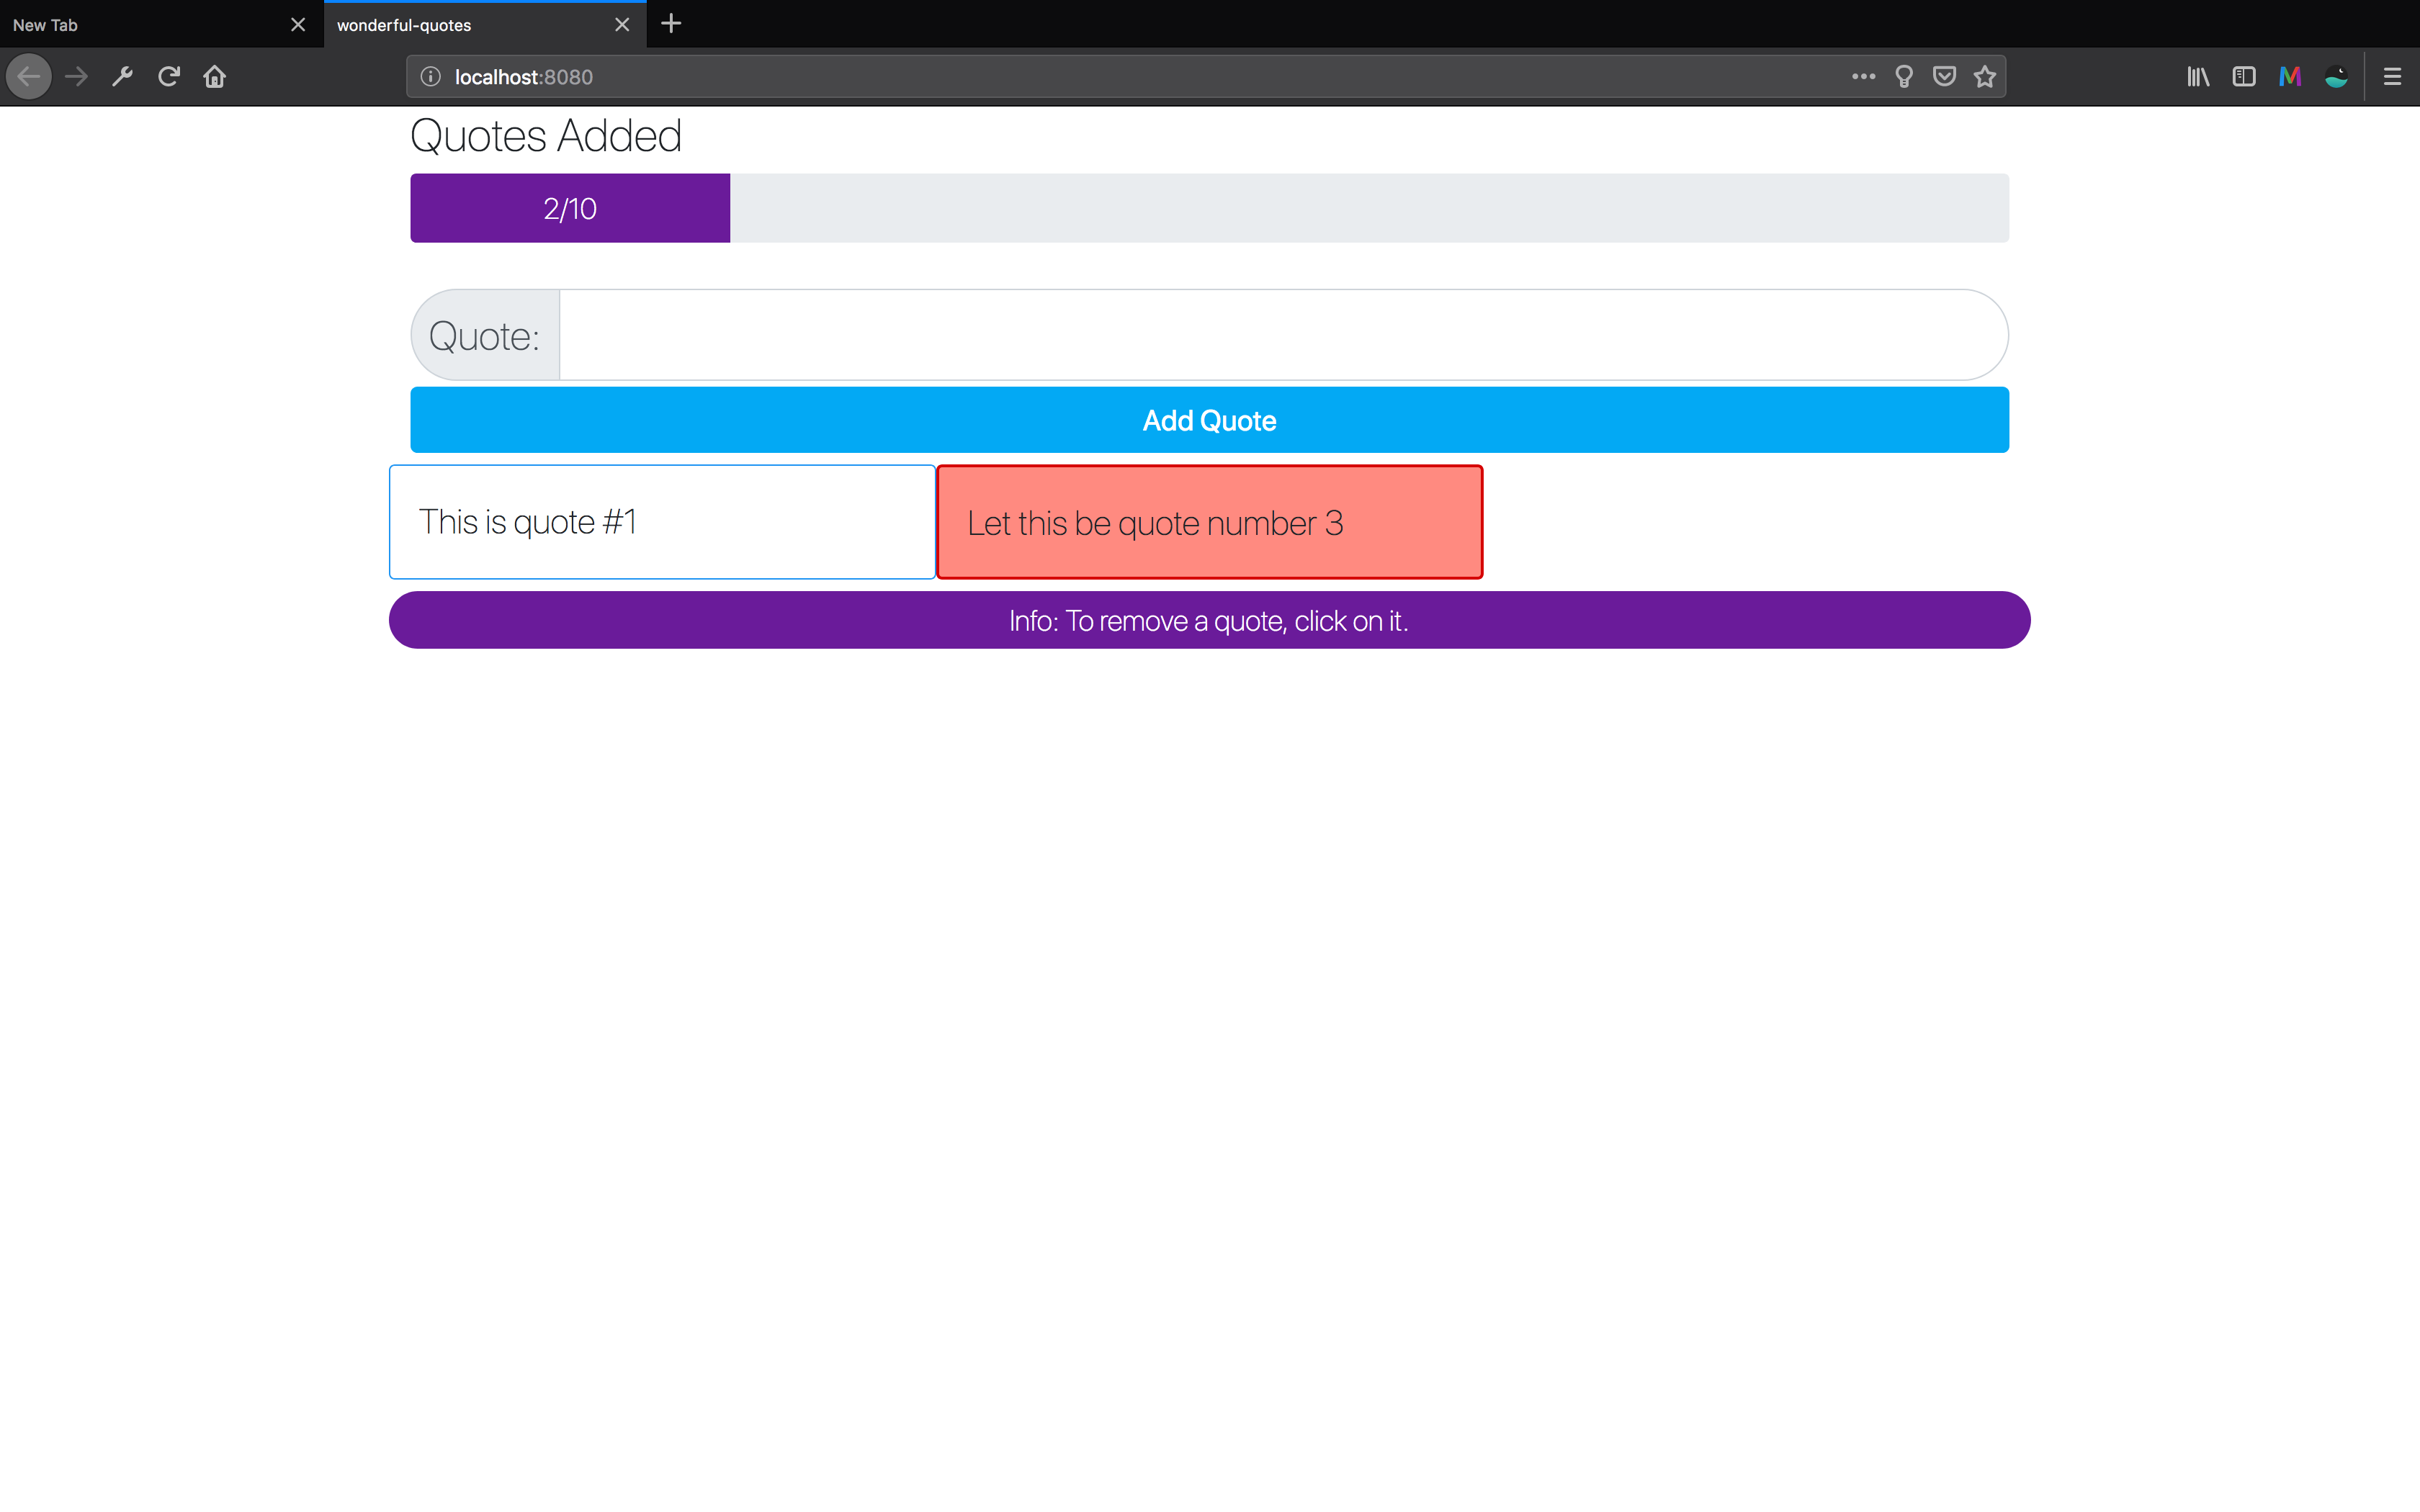 New Tab
wonderful-quotes
localhost:8080
Quotes Added
2/10
Quote:
Add Quote
This is quote #1
Let this be quote number 3
Info: To remove a quote, click on it.